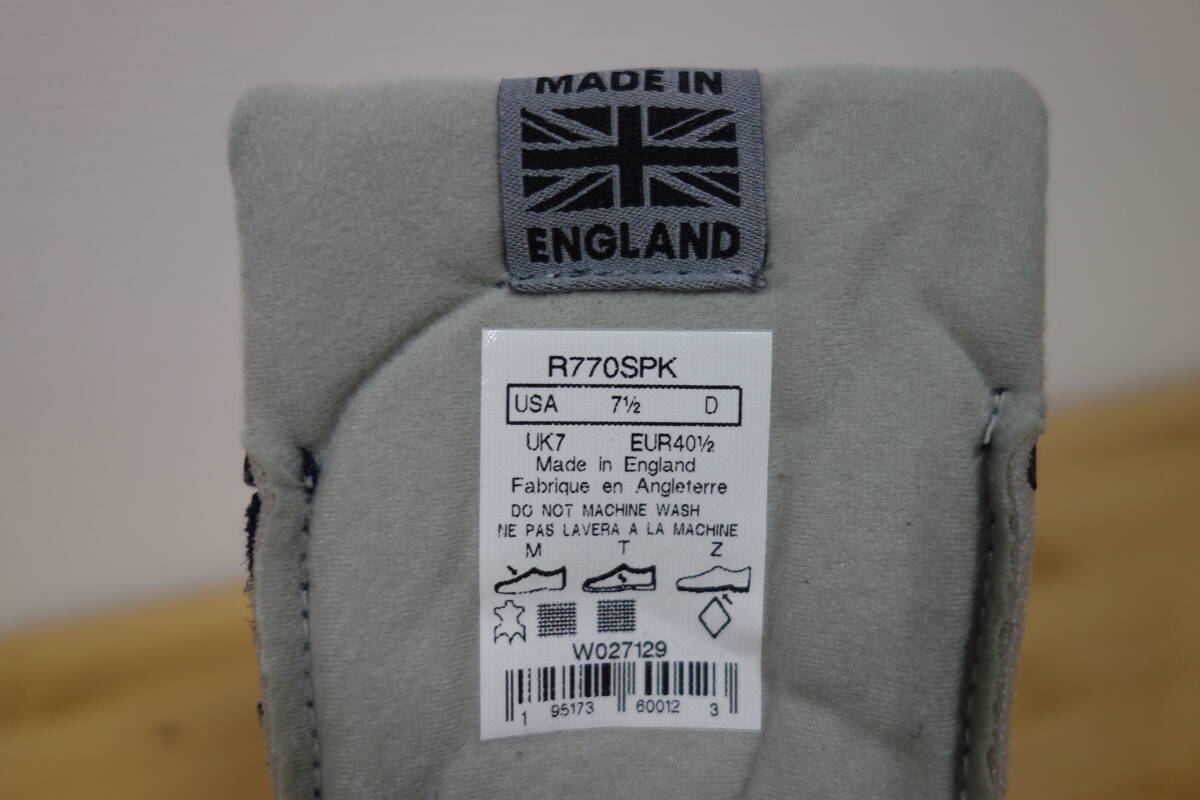 MADE IN
ENGLAND
R770SPK
USA 7½ D
UK7 EUR40½
Made in England
Fabrique en Angleterre
DO NOT MACHINE WASH
NE PAS LAVERA A LA MACHINE
M T Z
W027129
1 95173 60012 3